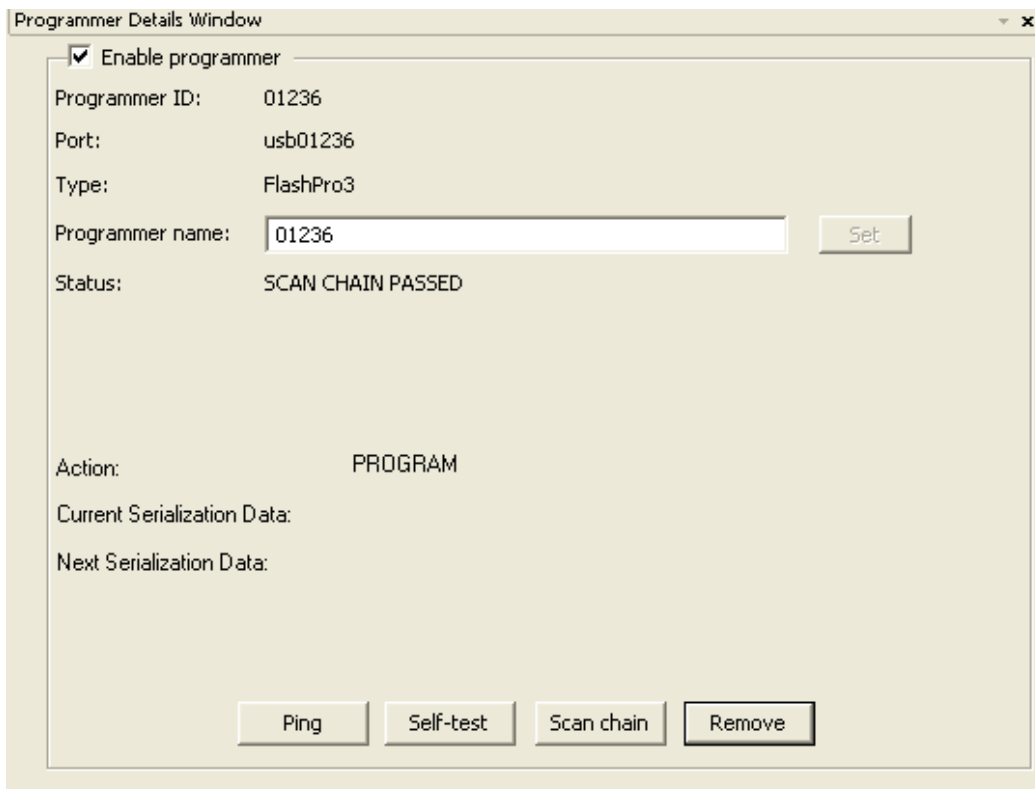 Programmer Details Window
Enable programmer
Programmer ID: 01236
Port: usb01236
Type: FlashPro3
Programmer name: 01236 Set
Status: SCAN CHAIN PASSED
Action: PROGRAM
Current Serialization Data:
Next Serialization Data:
Ping Self-test Scan chain Remove